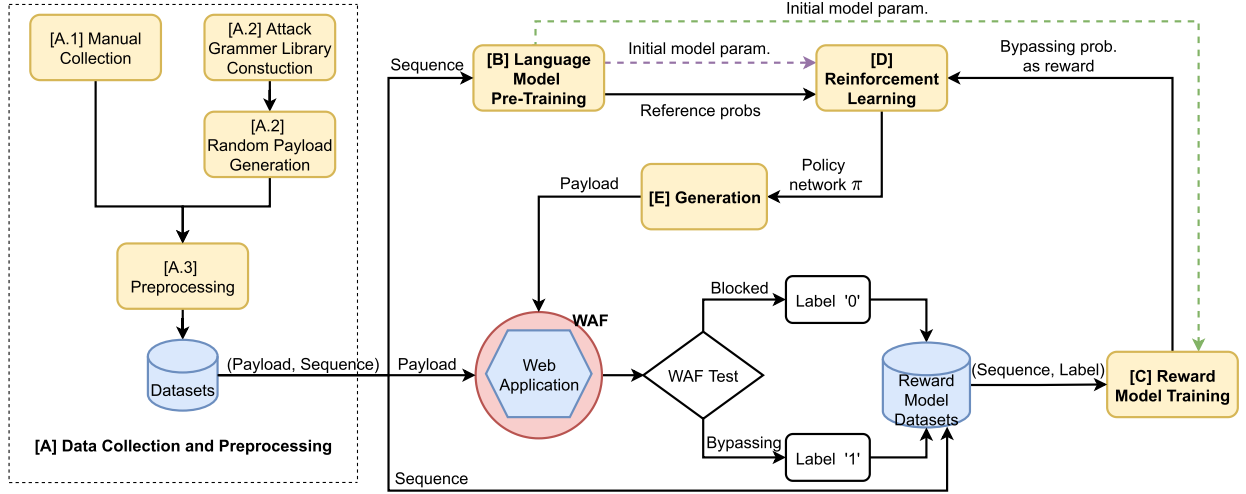 Initial model param.
[A.1] Manual
Collection
[A.2] Attack
Grammer Library
Constuction
[A.2]
Random Payload
Generation
[A.3]
Preprocessing
Datasets
[A] Data Collection and Preprocessing
(Payload, Sequence)
Sequence
[B] Language
Model
Pre-Training
Initial model param.
Reference probs
[D]
Reinforcement
Learning
Bypassing prob.
as reward
Policy
network π
[E] Generation
Payload
Payload
WAF
Web
Application
WAF Test
Blocked
Label '0'
Bypassing
Label '1'
Reward
Model
Datasets
(Sequence, Label)
[C] Reward
Model Training
Sequence